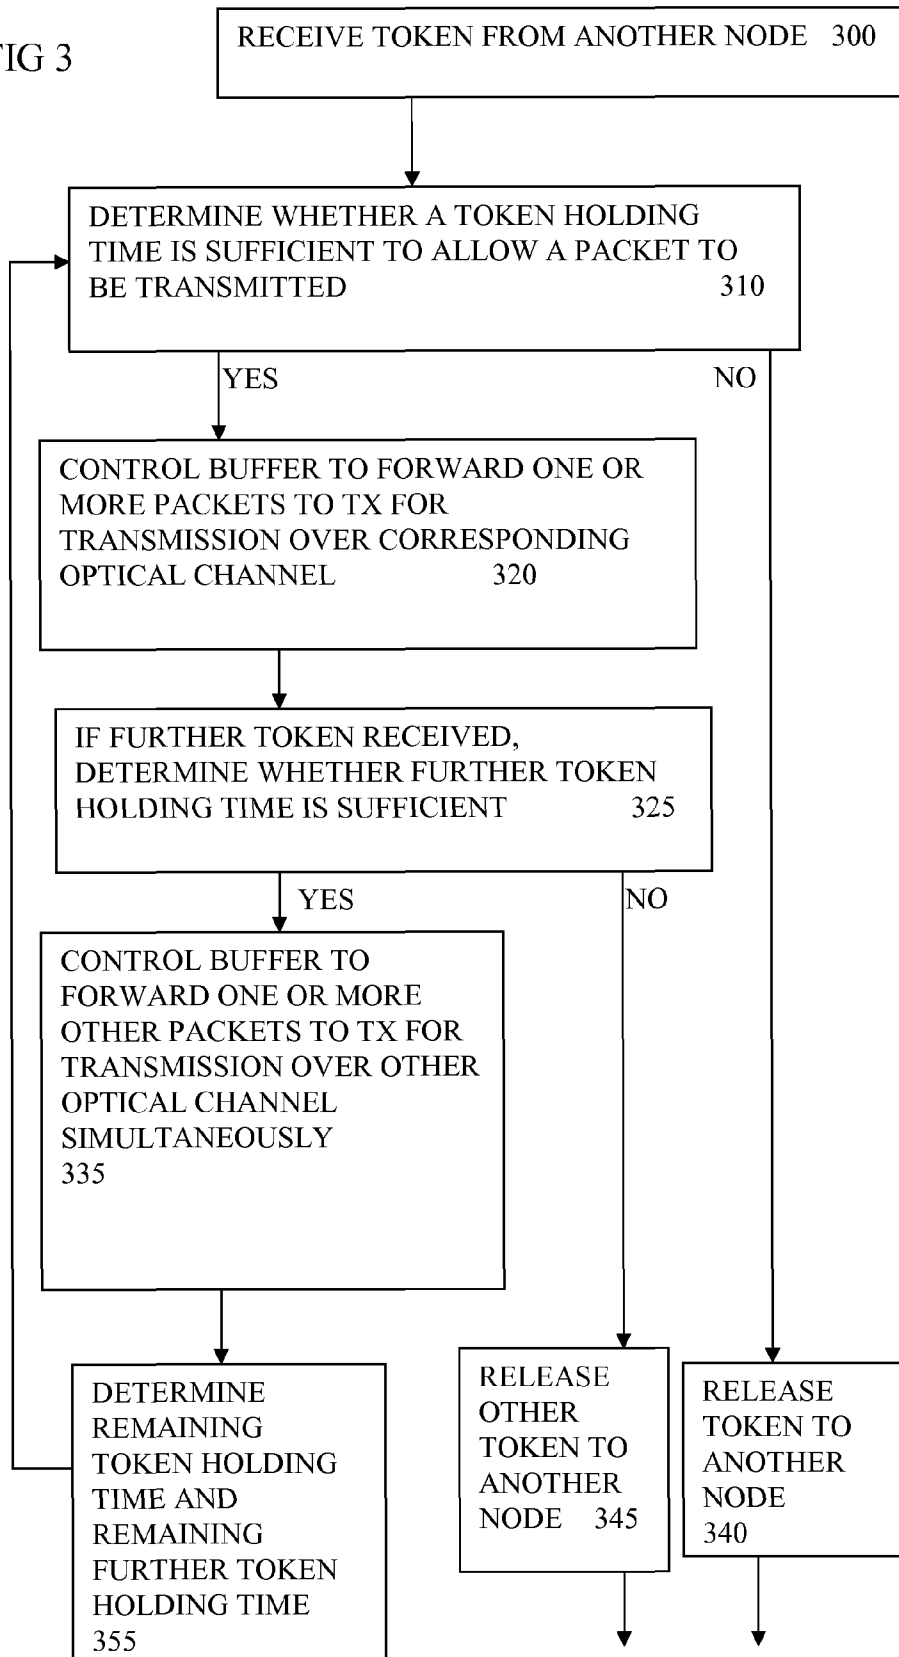 FIG 3
RECEIVE TOKEN FROM ANOTHER NODE 300
DETERMINE WHETHER A TOKEN HOLDING
TIME IS SUFFICIENT TO ALLOW A PACKET TO
BE TRANSMITTED 310
YES
NO
CONTROL BUFFER TO FORWARD ONE OR
MORE PACKETS TO TX FOR
TRANSMISSION OVER CORRESPONDING
OPTICAL CHANNEL 320
IF FURTHER TOKEN RECEIVED,
DETERMINE WHETHER FURTHER TOKEN
HOLDING TIME IS SUFFICIENT 325
YES
NO
CONTROL BUFFER TO
FORWARD ONE OR MORE
OTHER PACKETS TO TX FOR
TRANSMISSION OVER OTHER
OPTICAL CHANNEL
SIMULTANEOUSLY
335
DETERMINE
REMAINING
TOKEN HOLDING
TIME AND
REMAINING
FURTHER TOKEN
HOLDING TIME
355
RELEASE
OTHER
TOKEN TO
ANOTHER
NODE 345
RELEASE
TOKEN TO
ANOTHER
NODE
340